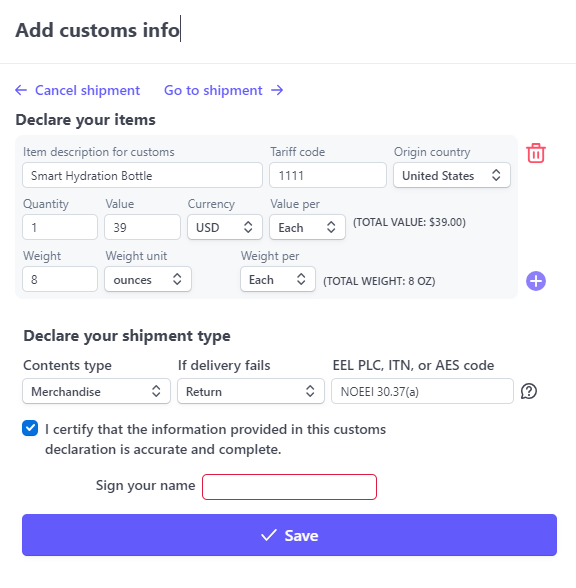 Add customs info
Cancel shipment Go to shipment
Declare your items
Item description for customs Tariff code Origin country
Smart Hydration Bottle 1111 United States
Quantity Value Currency Value per
1 39 USD Each (TOTAL VALUE: $39.00)
Weight Weight unit Weight per
8 ounces Each (TOTAL WEIGHT: 8 OZ)
Declare your shipment type
Contents type If delivery fails EEL PLC, ITN, or AES code
Merchandise Return NOEEI 30.37(a)
I certify that the information provided in this customs
declaration is accurate and complete.
Sign your name
Save